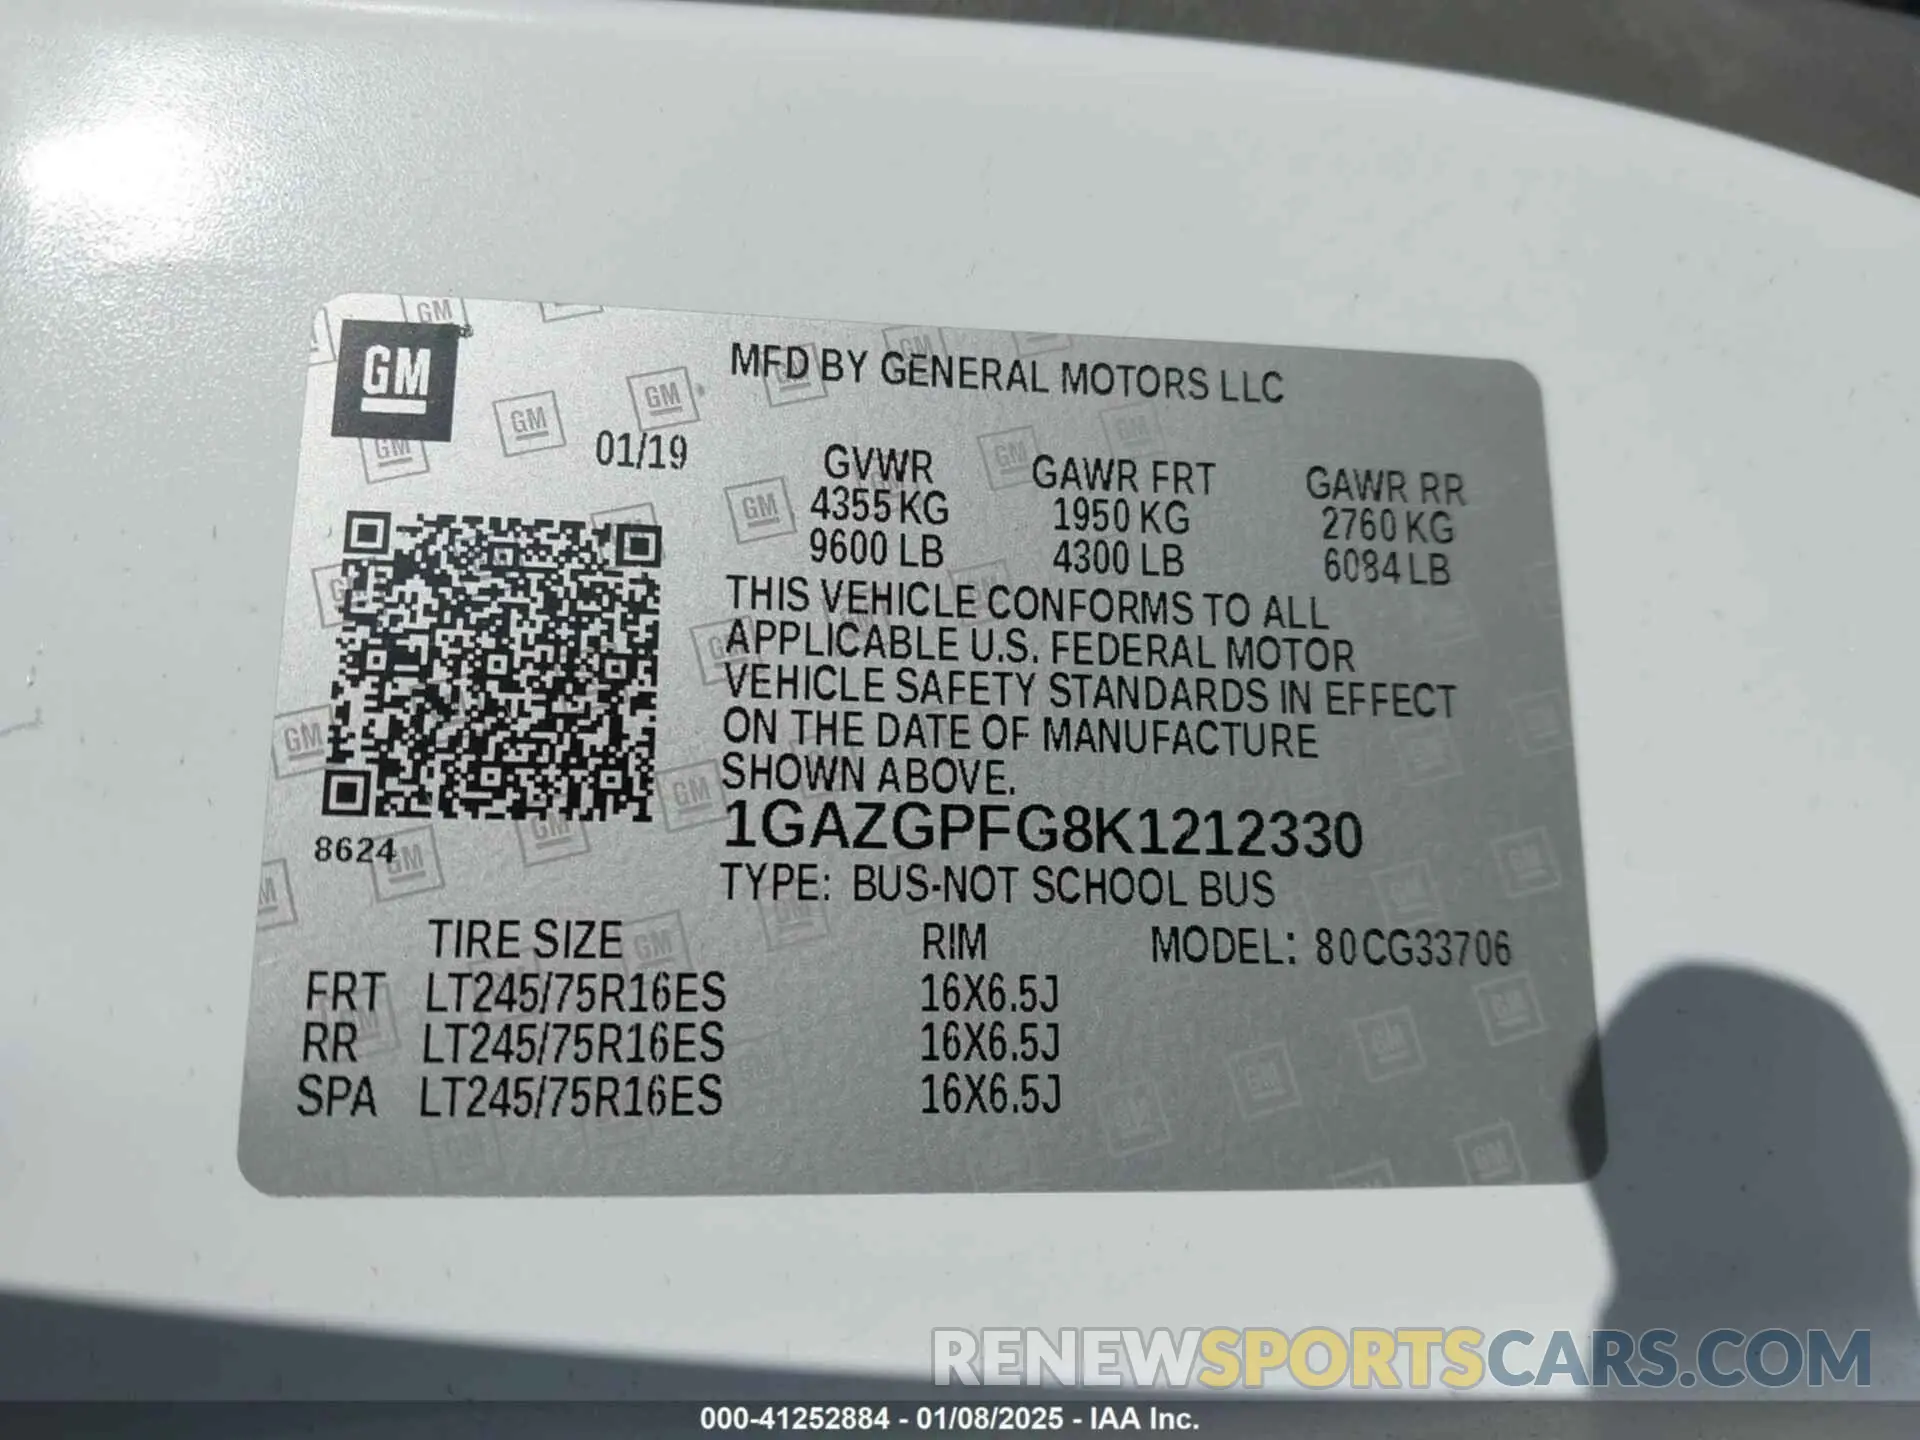 GM
MFD BY GENERAL MOTORS LLC
01/19
GVWR GAWR FRT GAWR RR
4355 KG 1950 KG 2760 KG
9600 LB 4300 LB 6084 LB
THIS VEHICLE CONFORMS TO ALL
APPLICABLE U.S. FEDERAL MOTOR
VEHICLE SAFETY STANDARDS IN EFFECT
ON THE DATE OF MANUFACTURE
SHOWN ABOVE.
1GAZGPFG8K1212330
8624
TYPE: BUS-NOT SCHOOL BUS
TIRE SIZE RIM MODEL: 80CG33706
FRT LT245/75R16ES 16X6.5J
RR LT245/75R16ES 16X6.5J
SPA LT245/75R16ES 16X6.5J
RENEWSPORTSCARS.COM
000-41252884 - 01/08/2025 - IAA Inc.